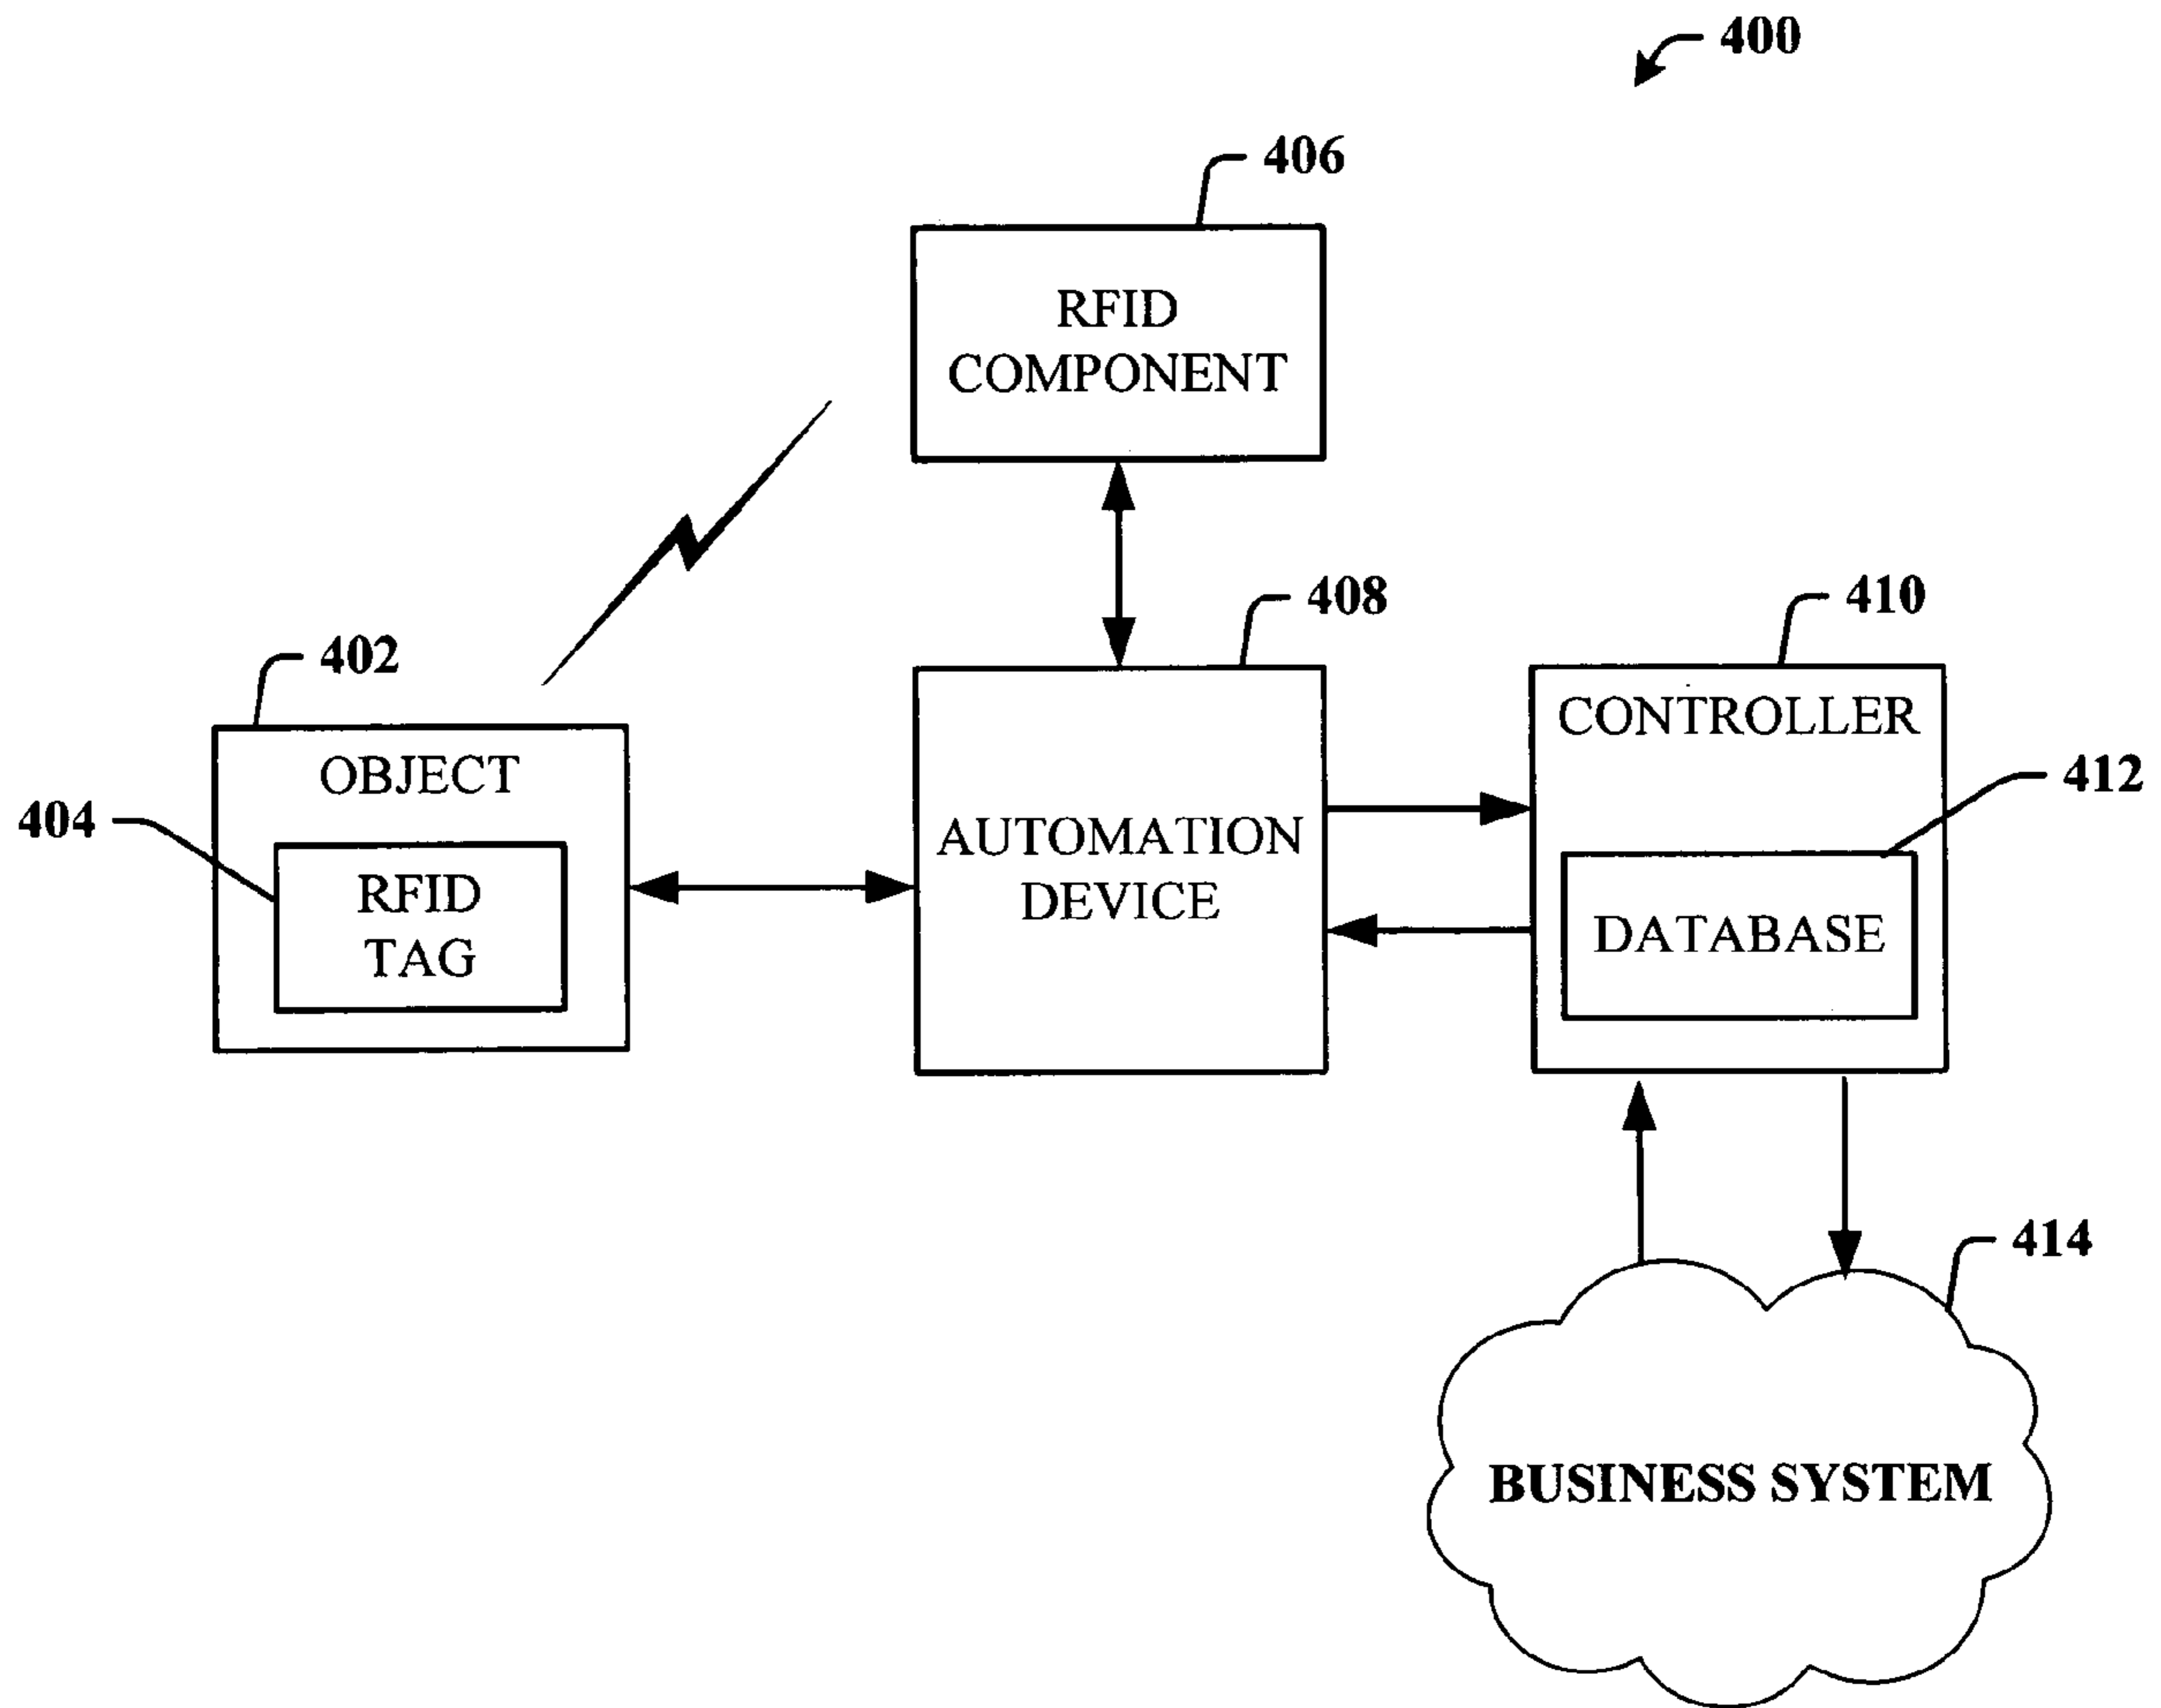 400
406
RFID
COMPONENT
408
410
402
CONTROLLER
OBJECT
412
404
AUTOMATION
DEVICE
RFID
TAG
DATABASE
414
BUSINESS SYSTEM